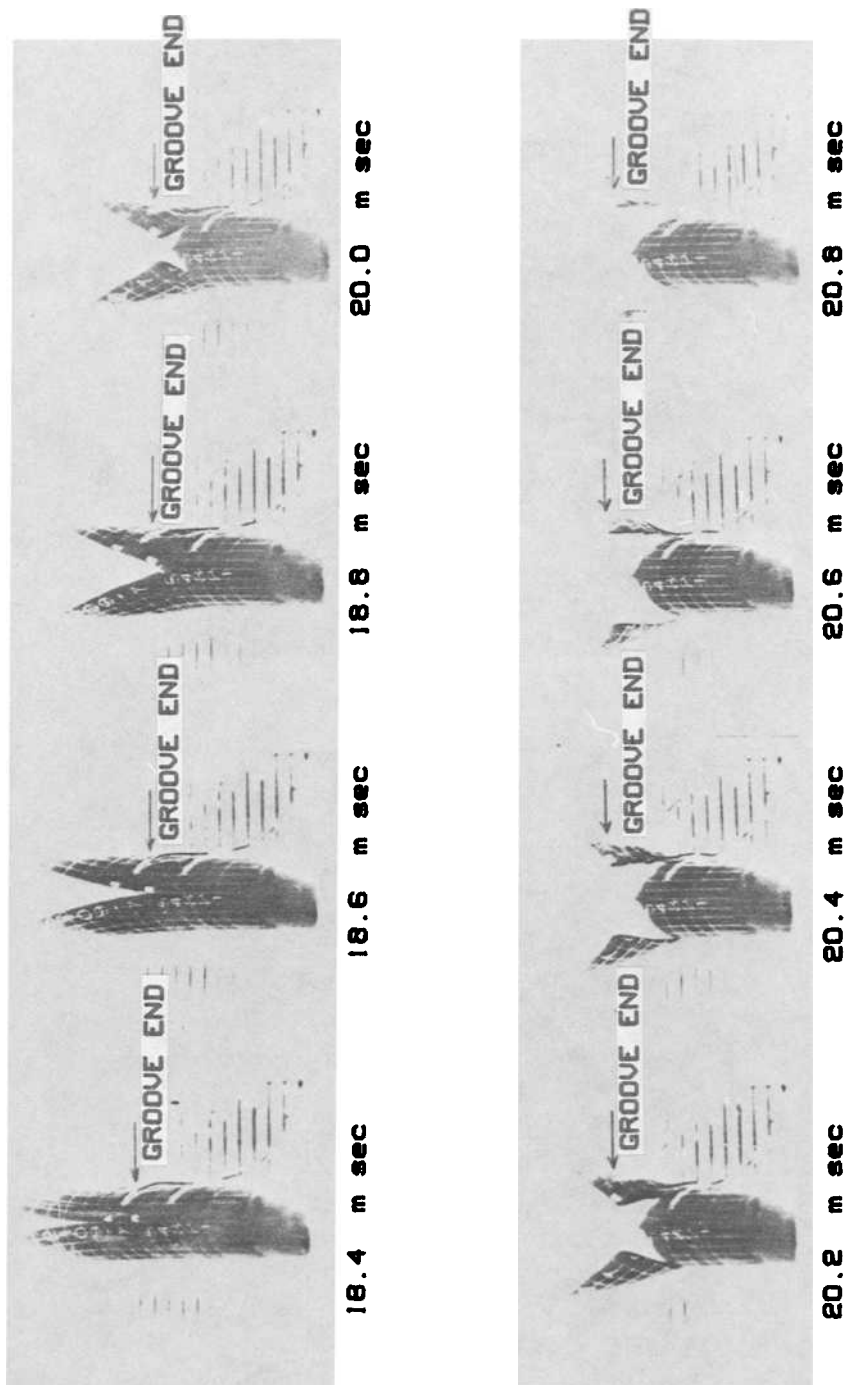 GROOVE END
GROOVE END
GROOVE END
GROOVE END
18.4 m sec
18.6 m sec
18.8 m sec
20.0 m sec
GROOVE END
GROOVE END
GROOVE END
GROOVE END
20.2 m sec
20.4 m sec
20.6 m sec
20.8 m sec